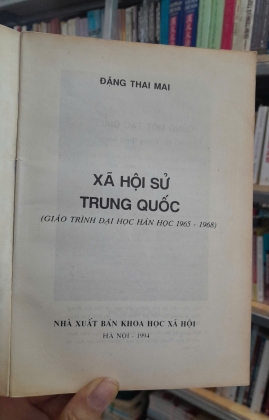 ĐẶNG THAI MAI
XÃ HỘI SỬ
TRUNG QUỐC
(GIÁO TRÌNH ĐẠI HỌC HÁN HỌC 1965 - 1968)
NHÀ XUẤT BẢN KHOA HỌC XÃ HỘI
HÀ NỘI - 1994